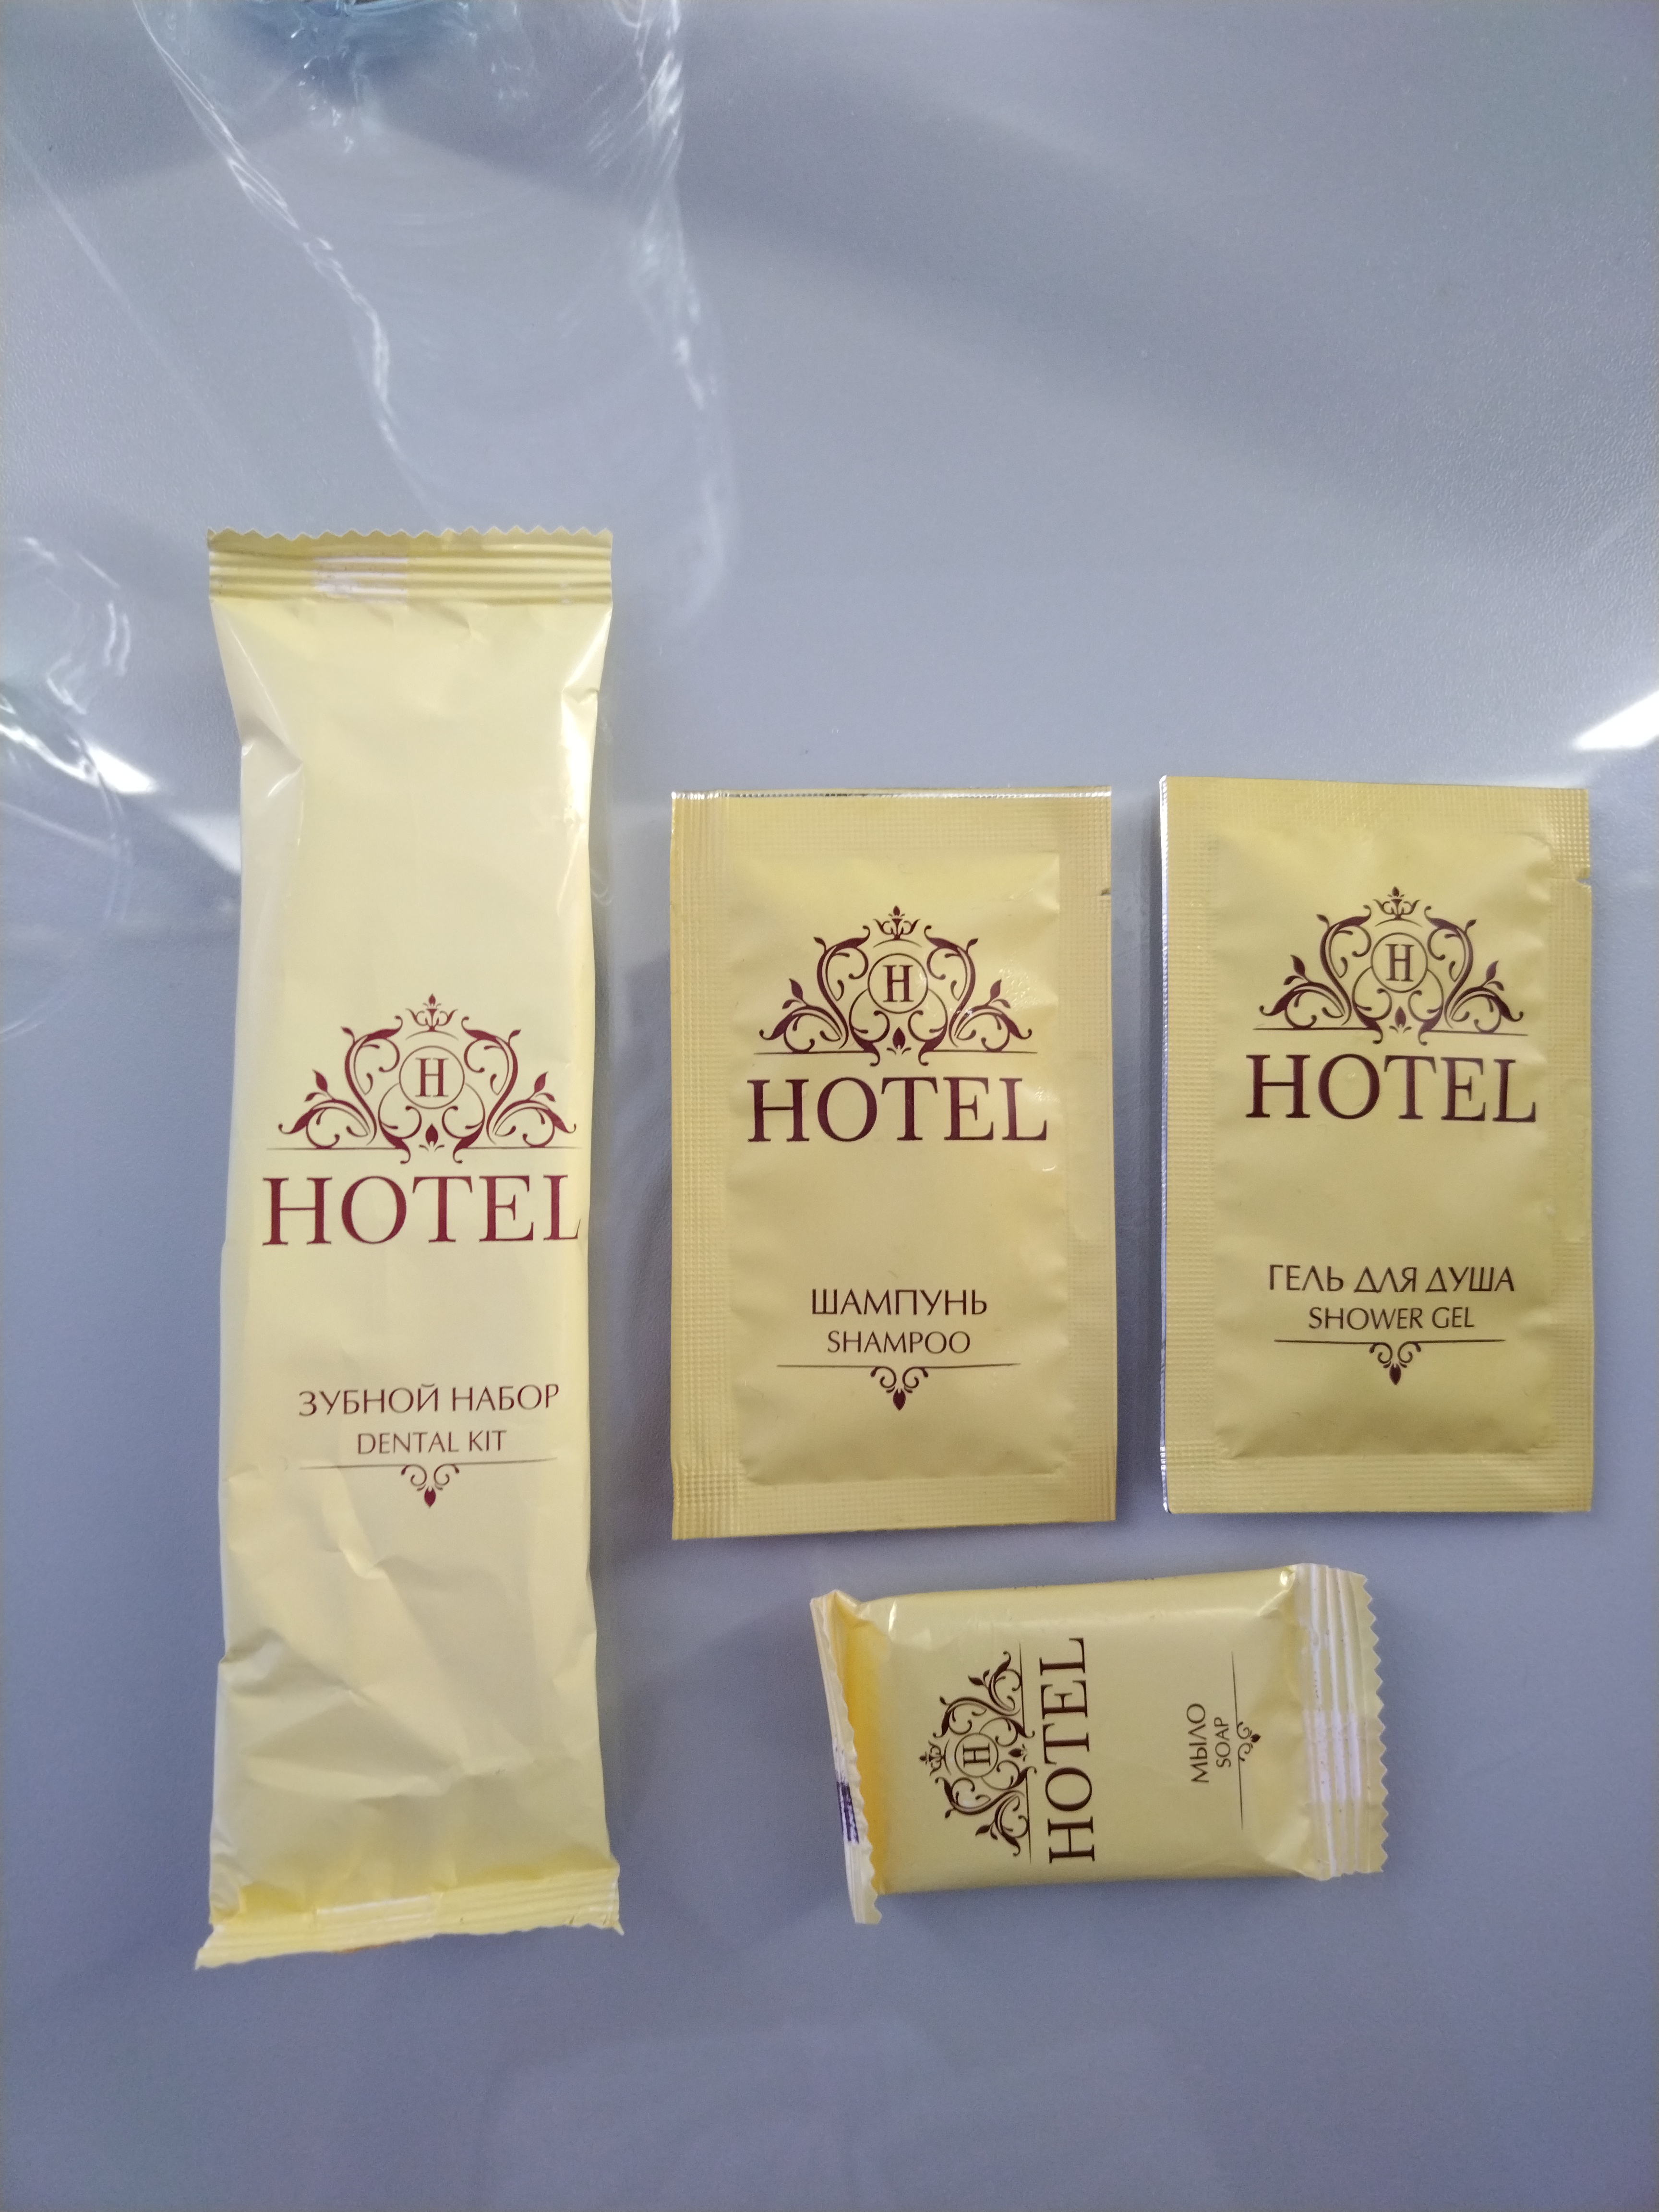 H
HOTEL
ЗУБНОЙ НАБОР
DENTAL KIT
H
HOTEL
ШАМПУНЬ
SHAMPOO
H
HOTEL
ГЕЛЬ ДЛЯ ДУША
SHOWER GEL
H
HOTEL
МЫЛО
SOAP